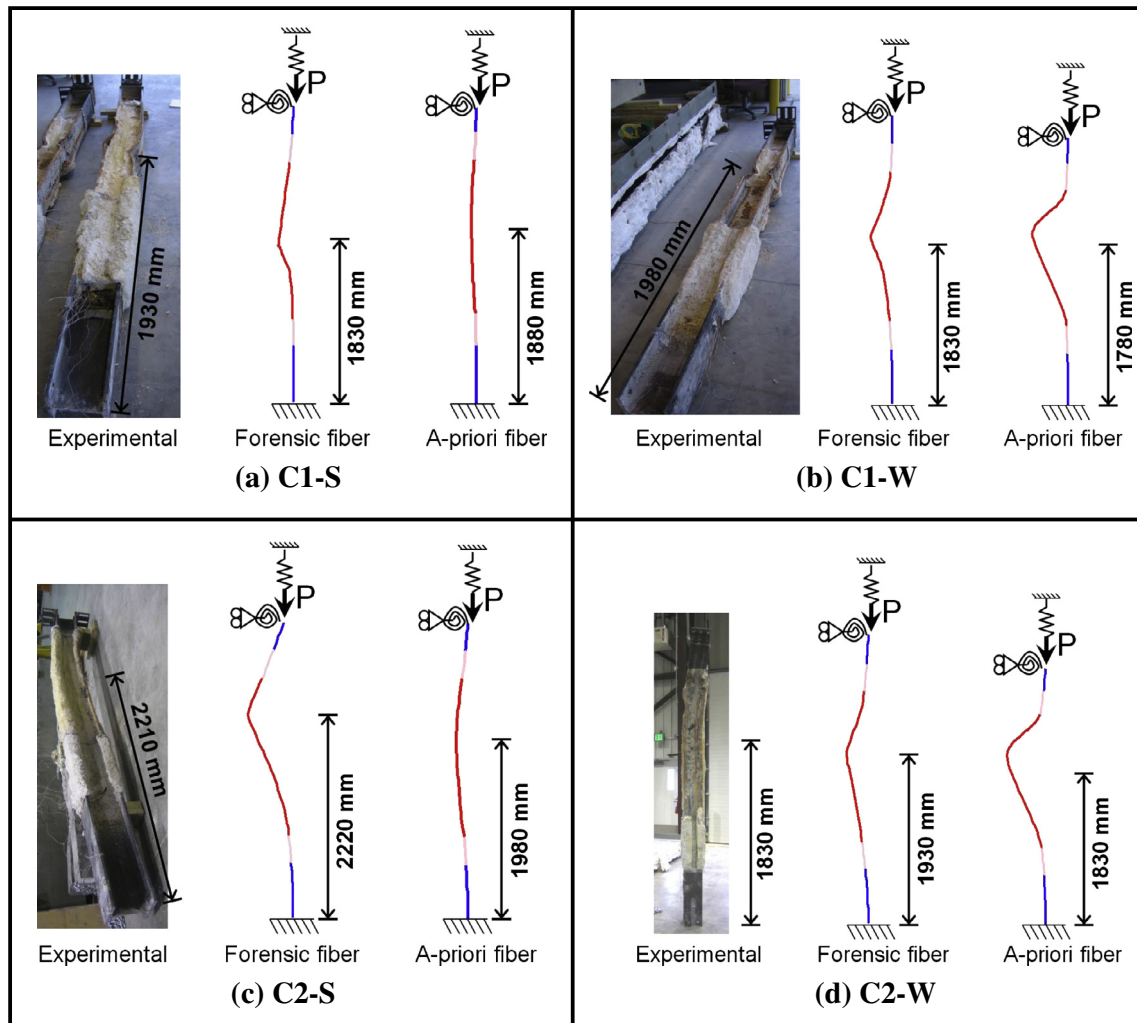 P
P
1930 mm
1830 mm
1880 mm
Experimental
Forensic fiber
A-priori fiber
(a) C1-S
P
P
1980 mm
1830 mm
1780 mm
Experimental
Forensic fiber
A-priori fiber
(b) C1-W
P
P
2210 mm
2220 mm
1980 mm
Experimental
Forensic fiber
A-priori fiber
(c) C2-S
P
P
1830 mm
1930 mm
1830 mm
Experimental
Forensic fiber
A-priori fiber
(d) C2-W